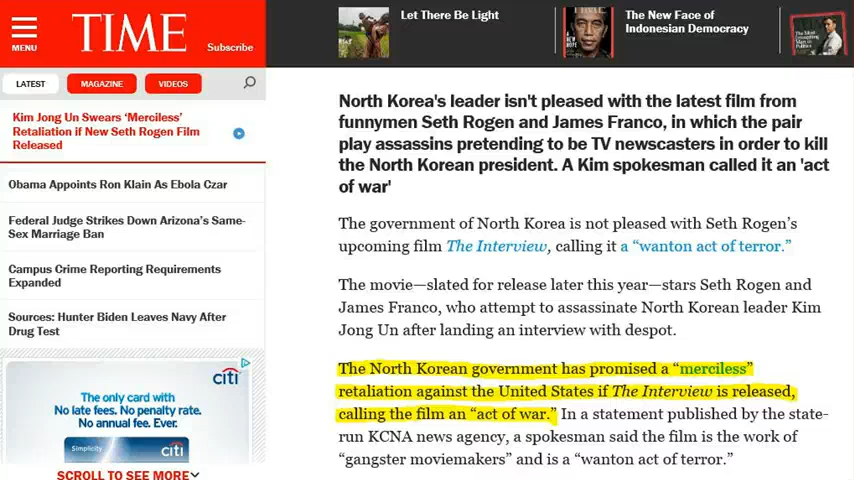 MENU
TIME
Subscribe
Let There Be Light
The New Face of
Indonesian Democracy
LATEST
MAGAZINE
VIDEOS
Kim Jong Un Swears ‘Merciless’
Retaliation if New Seth Rogen Film
Released
Obama Appoints Ron Klain As Ebola Czar
Federal Judge Strikes Down Arizona’s Same-
Sex Marriage Ban
Campus Crime Reporting Requirements
Expanded
Sources: Hunter Biden Leaves Navy After
Drug Test
citi
The only card with
No late fees. No penalty rate.
No annual fee. Ever.
Simplicity
citi
SCROLL TO SEE MORE
North Korea's leader isn't pleased with the latest film from
funnymen Seth Rogen and James Franco, in which the pair
play assassins pretending to be TV newscasters in order to kill
the North Korean president. A Kim spokesman called it an 'act
of war'
The government of North Korea is not pleased with Seth Rogen’s
upcoming film The Interview, calling it a “wanton act of terror.”
The movie—slated for release later this year—stars Seth Rogen and
James Franco, who attempt to assassinate North Korean leader Kim
Jong Un after landing an interview with despot.
The North Korean government has promised a “merciless”
retaliation against the United States if The Interview is released,
calling the film an “act of war.” In a statement published by the state-
run KCNA news agency, a spokesman said the film is the work of
“gangster moviemakers” and is a “wanton act of terror.”